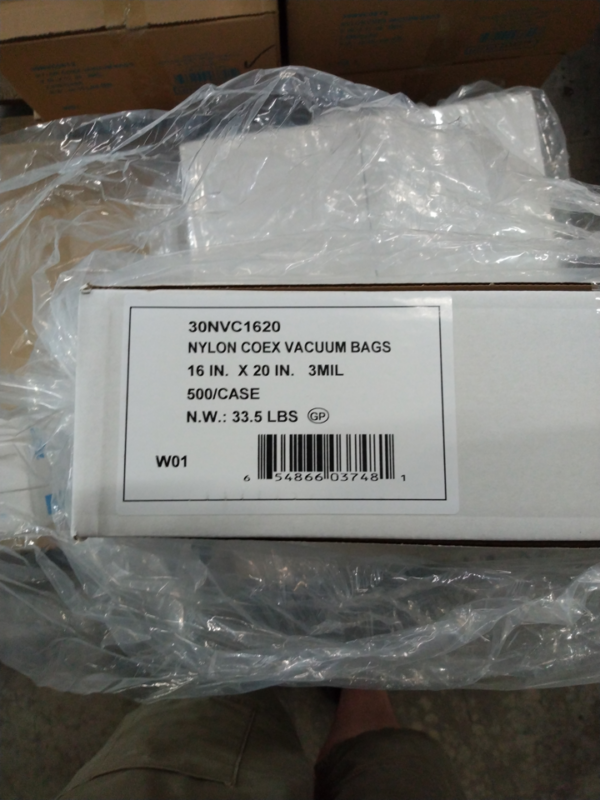 30NVC1620
NYLON COEX VACUUM BAGS
16 IN. X 20 IN. 3MIL
500/CASE
N.W.: 33.5 LBS GP
W01
6 54866 03748 1